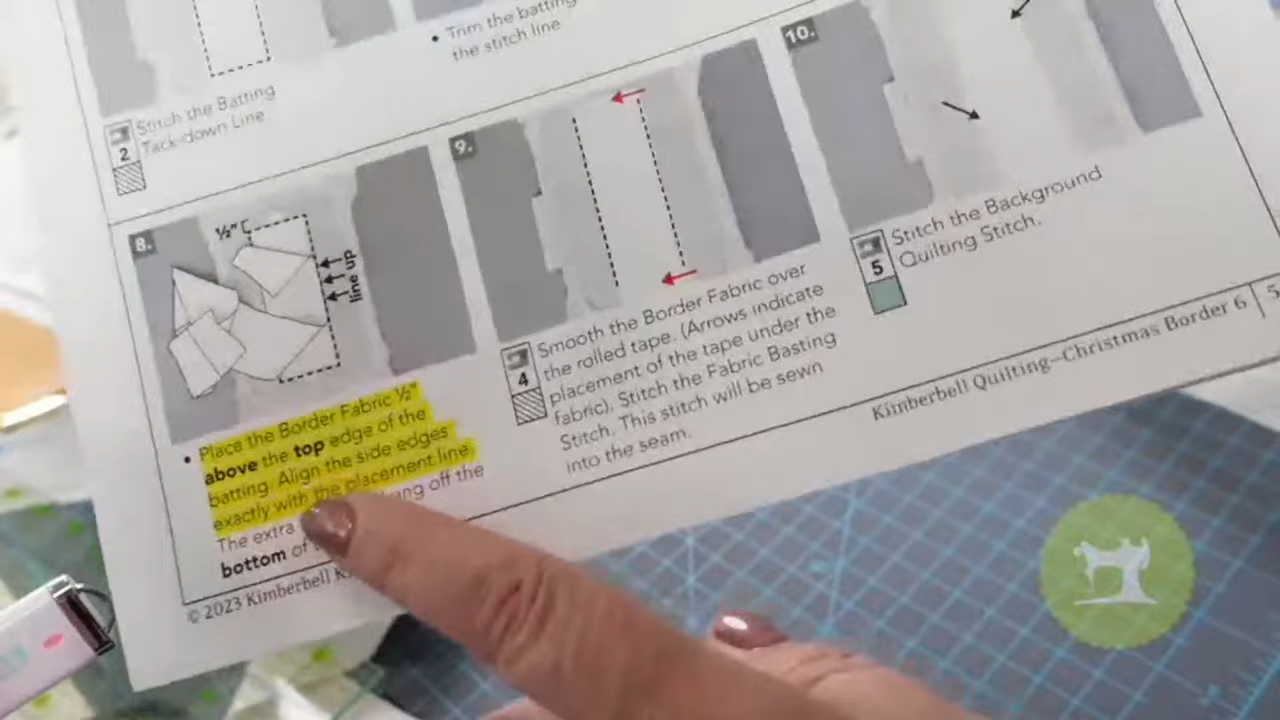 • Trim the batting
the stitch line
Stitch the Batting
Tack-down Line.
2
8.
½"
line up
• Place the Border Fabric ½"
above the top edge of the
batting. Align the side edges
exactly with the placement line.
The extra
hang off the
bottom of
9.
4
Smooth the Border Fabric over
the rolled tape. (Arrows indicate
placement of the tape under the
fabric). Stitch the Fabric Basting
Stitch. This stitch will be sewn
into the seam.
10.
5
Stitch the Background
Quilting Stitch.
© 2023 Kimberbell
Kimberbell Quilting—Christmas Border 6 | 5